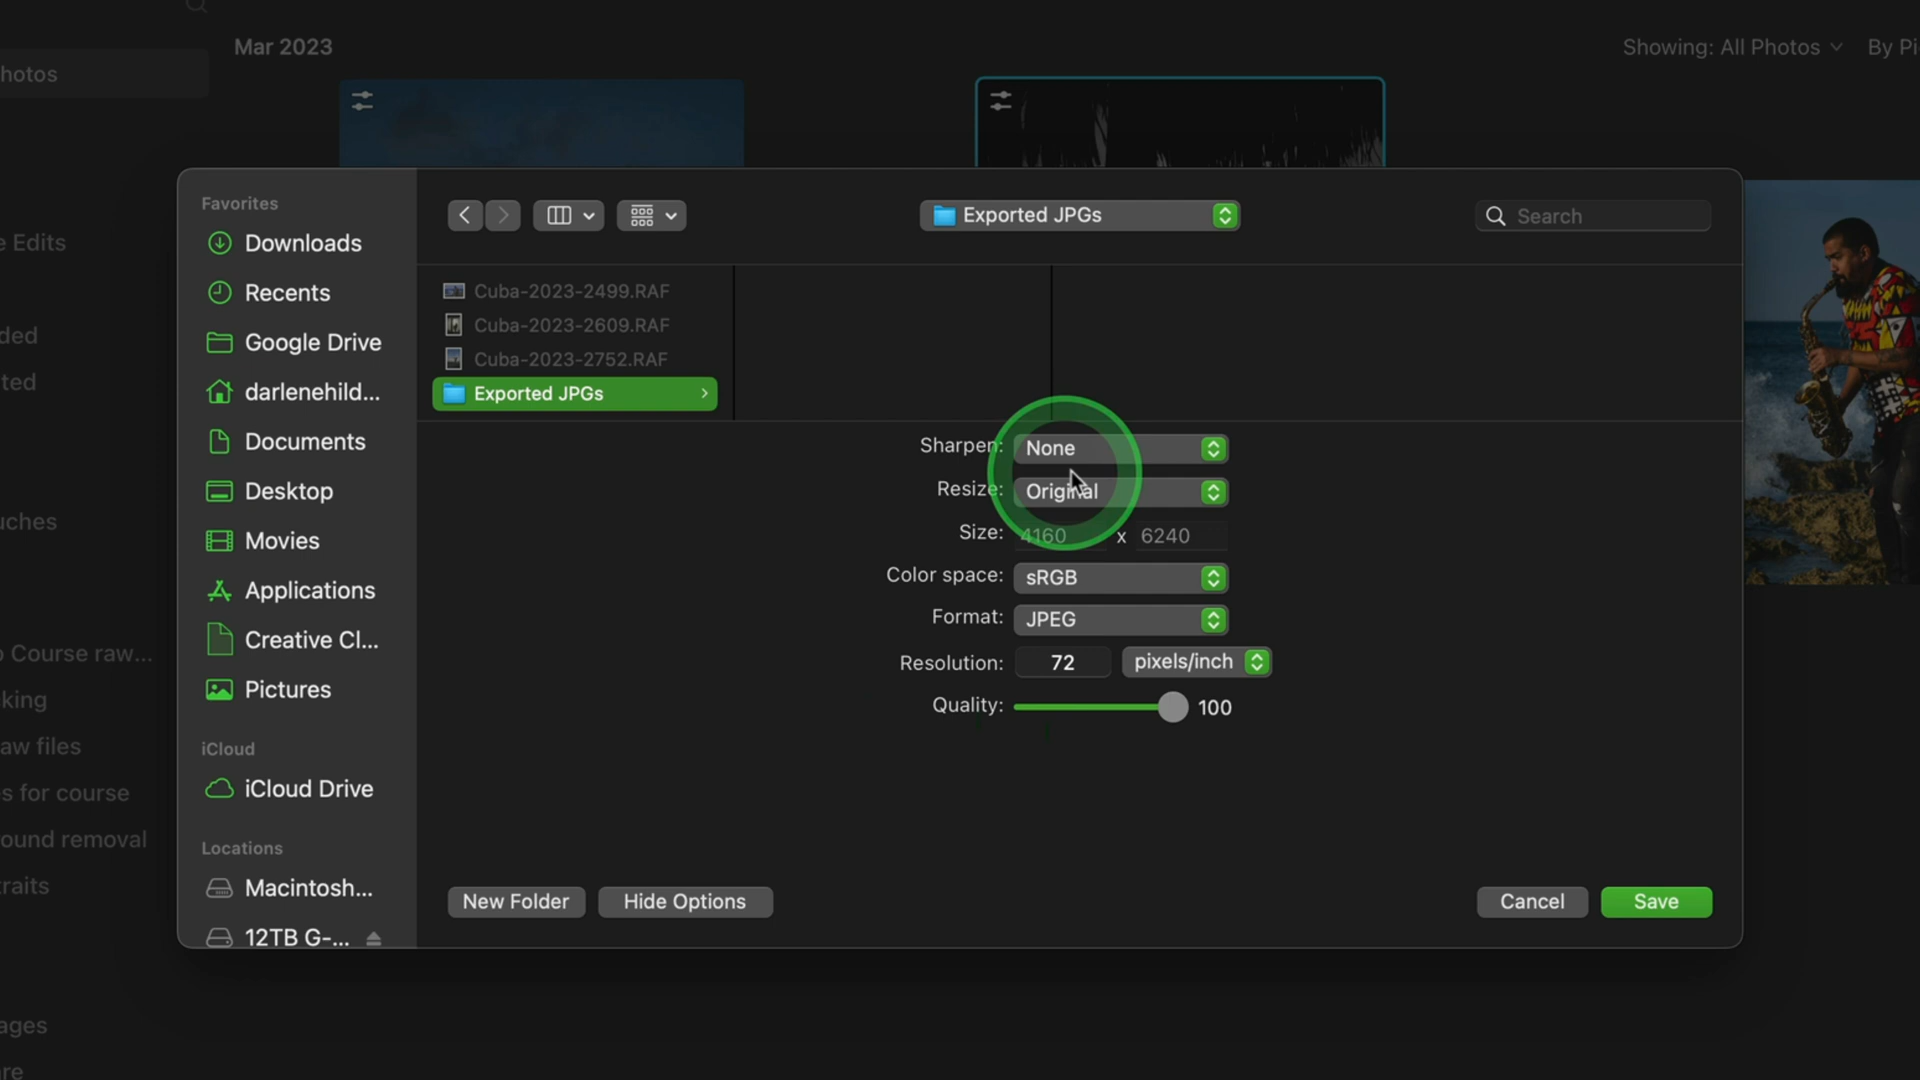 Mar 2023
Showing: All Photos
By Pi
hotos
e Edits
ded
ted
uches
o Course raw...
king
aw files
s for course
ound removal
raits
ages
re
Favorites
Downloads
Recents
Google Drive
darlenehild...
Documents
Desktop
Movies
Applications
Creative Cl...
Pictures
iCloud
iCloud Drive
Locations
Macintosh...
12TB G-...
Exported JPGs
Search
Cuba-2023-2499.RAF
Cuba-2023-2609.RAF
Cuba-2023-2752.RAF
Exported JPGs
Sharpen: None
Resize: Original
Size: 4160 x 6240
Color space: sRGB
Format: JPEG
Resolution: 72 pixels/inch
Quality: 100
New Folder
Hide Options
Cancel
Save